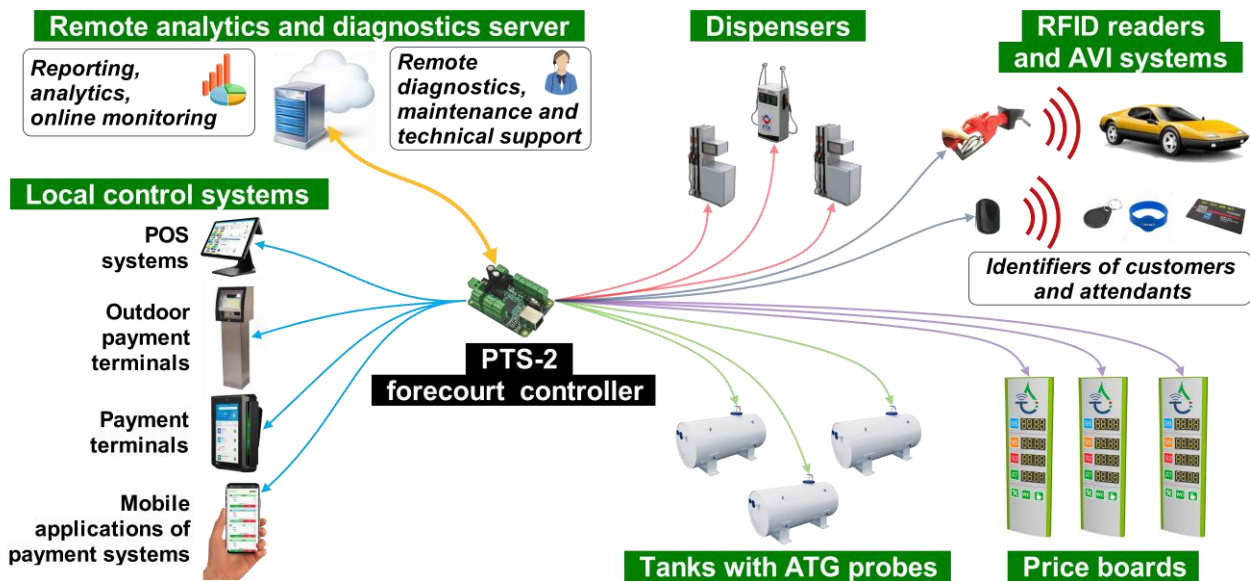 Remote analytics and diagnostics server
Reporting,
analytics,
online monitoring
Remote
diagnostics,
maintenance and
technical support
Dispensers
RFID readers
and AVI systems
Identifiers of customers
and attendants
Local control systems
POS
systems
Outdoor
payment
terminals
Payment
terminals
Mobile
applications of
payment systems
PTS-2
forecourt controller
Tanks with ATG probes
Price boards